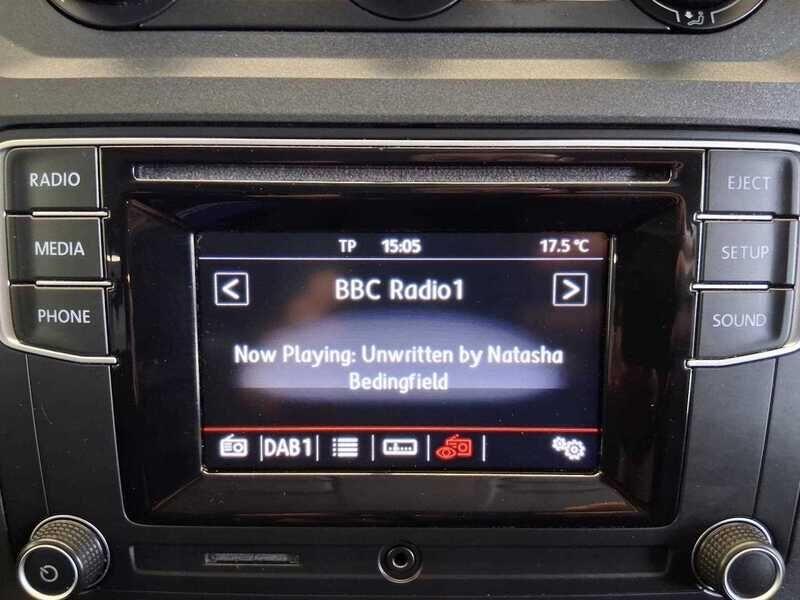 RADIO
MEDIA
PHONE
EJECT
SETUP
SOUND
TP 15:05 17.5 °C
< BBC Radio1 >
Now Playing: Unwritten by Natasha
Bedingfield
DAB1